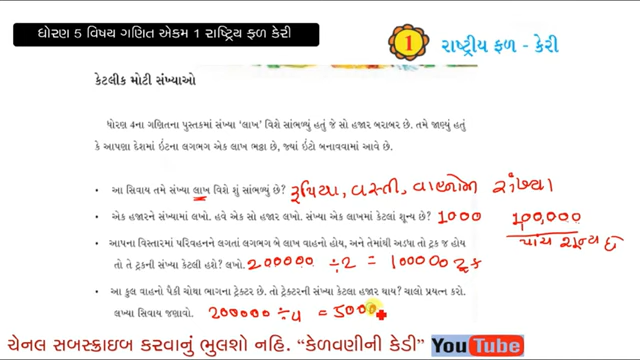 ધોરણ 5 વિષય ગણિત એકમ 1 રાષ્ટ્રિય ફળ કેરી
1 રાષ્ટ્રીય ફળ - કેરી
કેટલીક મોટી સંખ્યાઓ
ધોરણ 4ના ગણિતના પુસ્તકમાં સંખ્યા ‘લાખ’ વિશે સાંભળ્યું હતું જે સો હજાર બરાબર છે. તમે જાણ્યું હતું
કે આપણા દેશમાં ઈંટના લગભગ એક લાખ ભઠ્ઠા છે, જ્યાં ઈંટો બનાવવામાં આવે છે.
• આ સિવાય તમે સંખ્યા લાખ વિશે શું સાંભળ્યું છે? રૂપિયા, વસ્તી, વાહનોની સંખ્યા
• એક હજારને સંખ્યામાં લખો. હવે એક સો હજાર લખો. સંખ્યા એક લાખમાં કેટલાં શૂન્ય છે? 1000 100,000
પાંચ શૂન્ય છે
• આપના વિસ્તારમાં પરિવહનને લગતાં લગભગ બે લાખ વાહનો હોય, અને તેમાંથી અડધા તો ટ્રક જ હોય
તો તે ટ્રકની સંખ્યા કેટલી હશે? લખો. 200000 ÷2 = 100000 ટ્રક
• આ કુલ વાહનો પૈકી ચોથા ભાગના ટ્રેક્ટર છે. તો ટ્રેક્ટરની સંખ્યા કેટલા હજાર થાય? ચાલો પ્રયત્ન કરો.
લખ્યા સિવાય જણાવો. 200000 ÷4 = 5000
ચેનલ સબસ્ક્રાઇબ કરવાનું ભુલશો નહિ. “કેળવણીની કેડી” YouTube